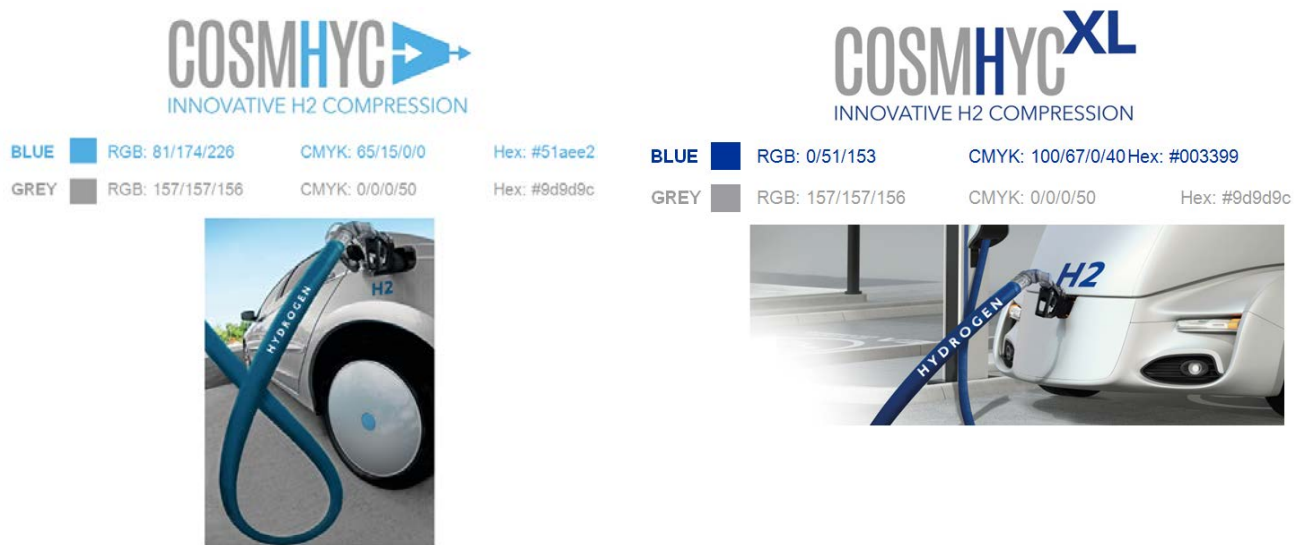 COSMHYC
INNOVATIVE H2 COMPRESSION
BLUE RGB: 81/174/226 CMYK: 65/15/0/0 Hex: #51aee2
GREY RGB: 157/157/156 CMYK: 0/0/0/50 Hex: #9d9d9c
H2
HYDROGEN
COSMHYCXL
INNOVATIVE H2 COMPRESSION
BLUE RGB: 0/51/153 CMYK: 100/67/0/40 Hex: #003399
GREY RGB: 157/157/156 CMYK: 0/0/0/50 Hex: #9d9d9c
H2
HYDROGEN